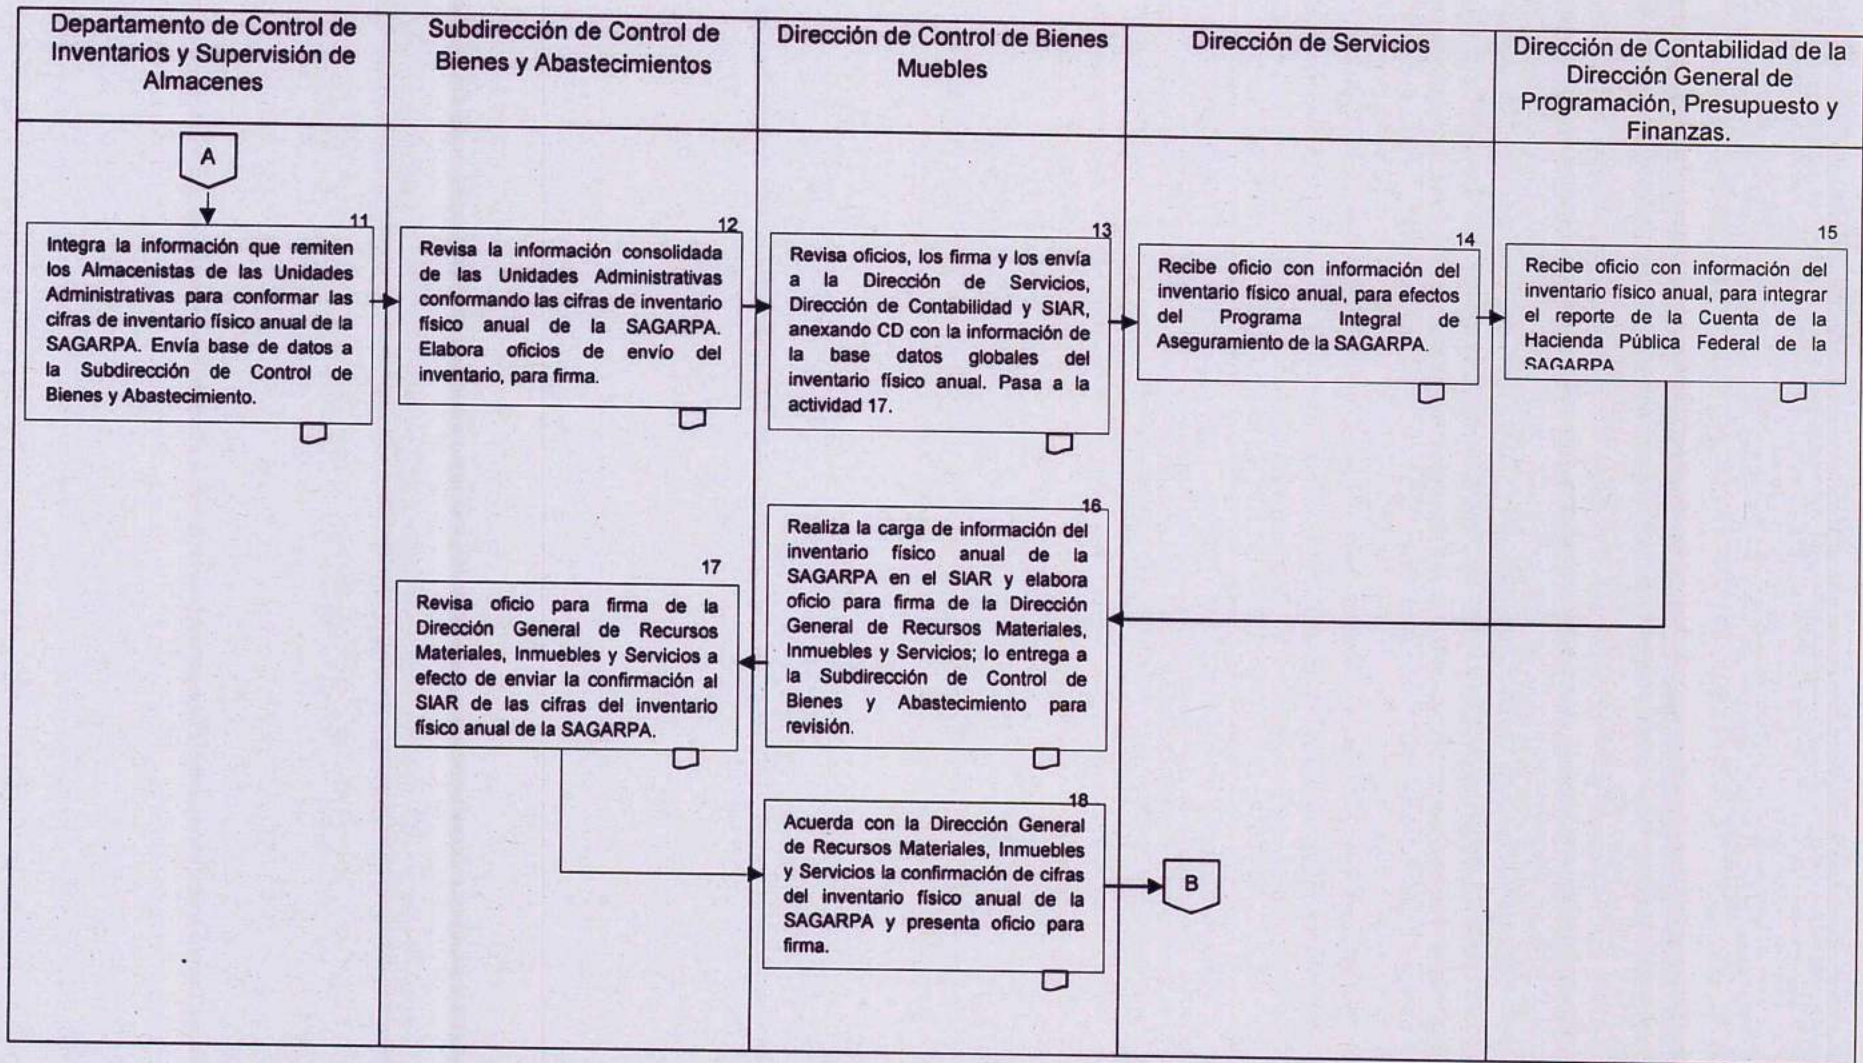 Departamento de Control de
Inventarios y Supervisión de
Almacenes
Subdirección de Control de
Bienes y Abastecimientos
Dirección de Control de Bienes
Muebles
Dirección de Servicios
Dirección de Contabilidad de la
Dirección General de
Programación, Presupuesto y
Finanzas.
A
11
Integra la información que remiten
los Almacenistas de las Unidades
Administrativas para conformar las
cifras de inventario físico anual de la
SAGARPA. Envía base de datos a
la Subdirección de Control de
Bienes y Abastecimiento.
12
Revisa la información consolidada
de las Unidades Administrativas
conformando las cifras de inventario
físico anual de la SAGARPA.
Elabora oficios de envío del
inventario, para firma.
13
Revisa oficios, los firma y los envía
a la Dirección de Servicios,
Dirección de Contabilidad y SIAR,
anexando CD con la información de
la base datos globales del
inventario físico anual. Pasa a la
actividad 17.
14
Recibe oficio con información del
inventario físico anual, para efectos
del Programa Integral de
Aseguramiento de la SAGARPA.
15
Recibe oficio con información del
inventario físico anual, para integrar
el reporte de la Cuenta de la
Hacienda Pública Federal de la
SAGARPA
16
Realiza la carga de información del
inventario físico anual de la
SAGARPA en el SIAR y elabora
oficio para firma de la Dirección
General de Recursos Materiales,
Inmuebles y Servicios; lo entrega a
la Subdirección de Control de
Bienes y Abastecimiento para
revisión.
17
Revisa oficio para firma de la
Dirección General de Recursos
Materiales, Inmuebles y Servicios a
efecto de enviar la confirmación al
SIAR de las cifras del inventario
físico anual de la SAGARPA.
18
Acuerda con la Dirección General
de Recursos Materiales, Inmuebles
y Servicios la confirmación de cifras
del inventario físico anual de la
SAGARPA y presenta oficio para
firma.
B